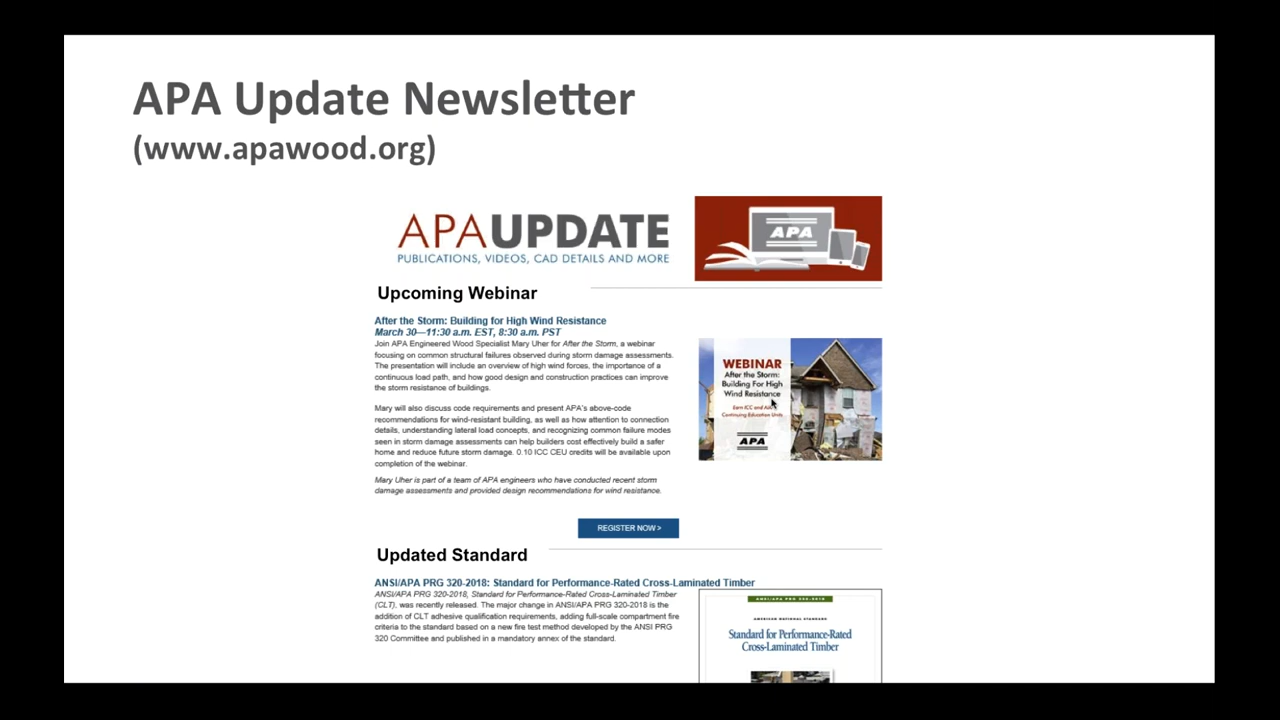 APA Update Newsletter
(www.apawood.org)
APAUPDATE
PUBLICATIONS, VIDEOS, CAD DETAILS AND MORE
APA
Upcoming Webinar
After the Storm: Building for High Wind Resistance
March 30—11:30 a.m. EST, 8:30 a.m. PST
Join APA Engineered Wood Specialist Mary Uher for After the Storm, a webinar
focusing on common structural failures observed during storm damage assessments.
The presentation will include an overview of high wind forces, the importance of a
continuous load path, and how good design and construction practices can improve
the storm resistance of buildings.
Mary will also discuss code requirements and present APA's above-code
recommendations for wind-resistant building, as well as how attention to connection
details, understanding lateral load concepts, and recognizing common failure modes
seen in storm damage assessments can help builders cost effectively build a safer
home and reduce future storm damage. 0.10 ICC CEU credits will be available upon
completion of the webinar.
Mary Uher is part of a team of APA engineers who have conducted recent storm
damage assessments and provided design recommendations for wind resistance.
WEBINAR
After the Storm:
Building For High
Wind Resistance
Earn ICC and
Continuing Education Units
APA
REGISTER NOW >
Updated Standard
ANSI/APA PRG 320-2018: Standard for Performance-Rated Cross-Laminated Timber
ANSI/APA PRG 320-2018, Standard for Performance-Rated Cross-Laminated Timber
(CLT), was recently released. The major change in ANSI/APA PRG 320-2018 is the
addition of CLT adhesive qualification requirements, adding full-scale compartment fire
criteria to the standard based on a new fire test method developed by the ANSI PRG
320 Committee and published in a mandatory annex of the standard.
ANSI/APA PRG 320-2018
AMERICAN NATIONAL STANDARD
Standard for Performance-Rated
Cross-Laminated Timber